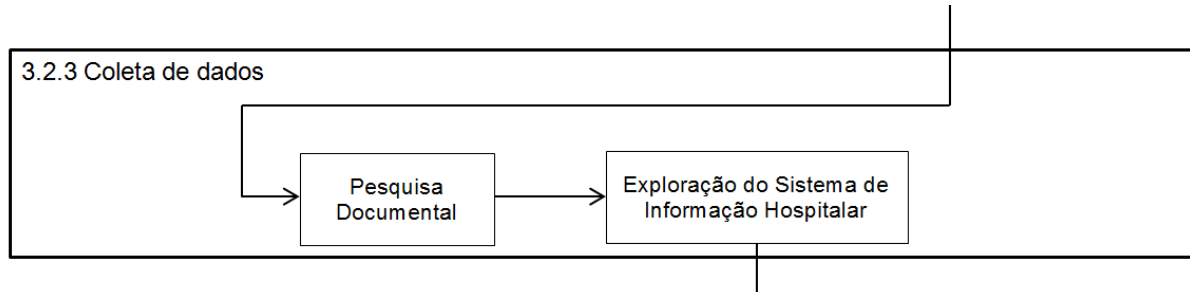 3.2.3 Coleta de dados
Pesquisa
Documental
Exploração do Sistema de
Informação Hospitalar